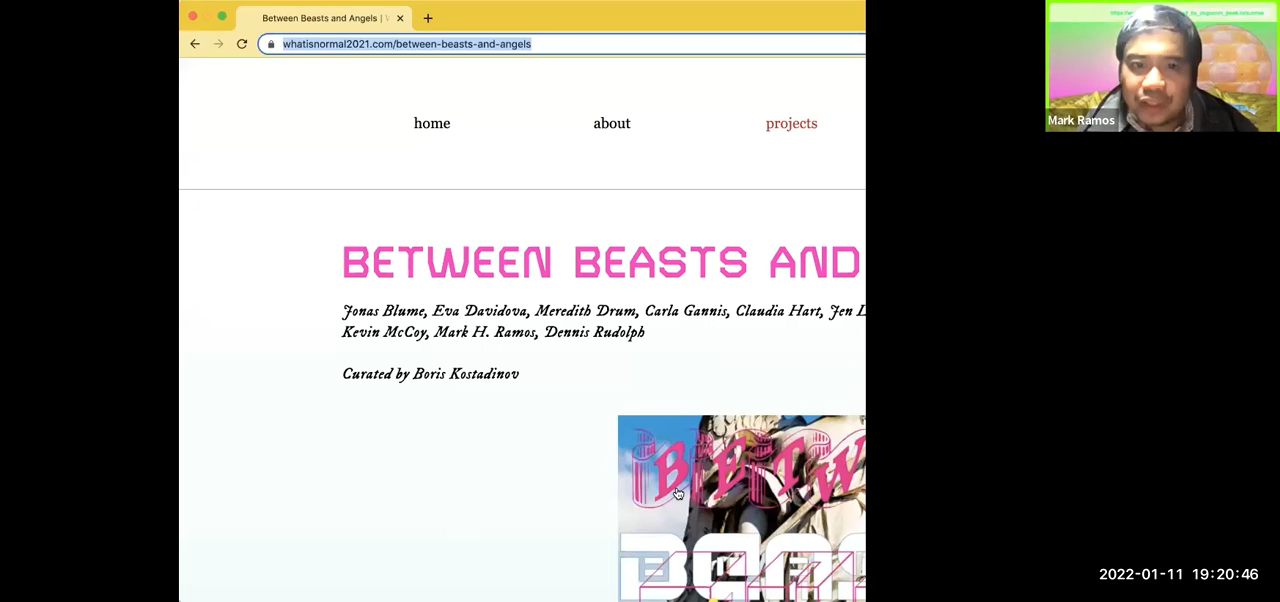 Between Beasts and Angels |
whatisnormal2021.com/between-beasts-and-angels
home
about
projects
BETWEEN BEASTS AND
Jonas Blume, Eva Davidova, Meredith Drum, Carla Gannis, Claudia Hart, Jen
Kevin McCoy, Mark H. Ramos, Dennis Rudolph
Curated by Boris Kostadinov
BETW
Mark Ramos
2022-01-11 19:20:46